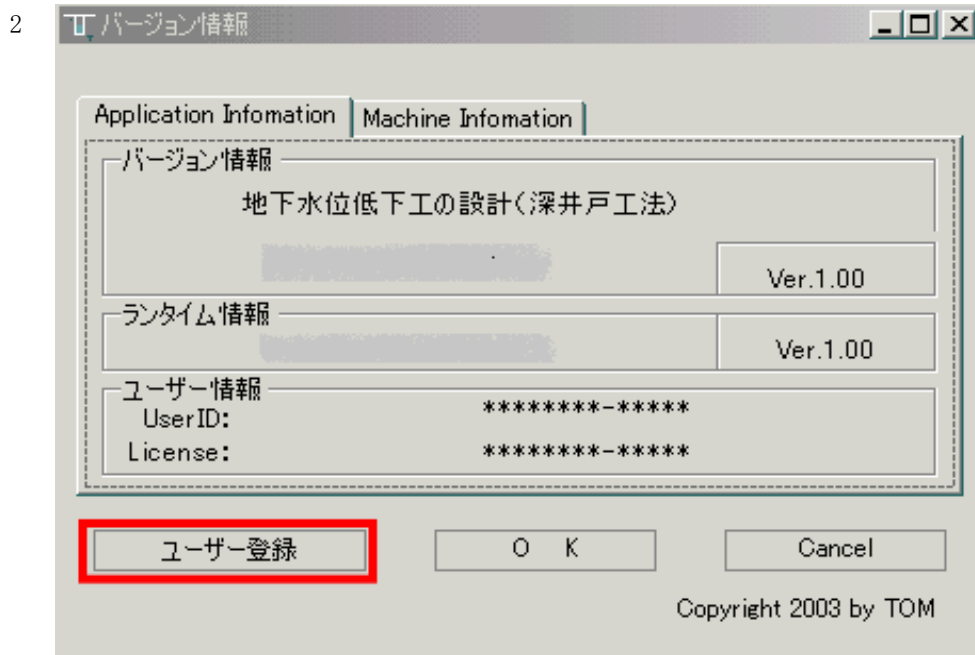 2
バージョン情報
Application Infomation
Machine Infomation
バージョン情報
地下水位低下工の設計(深井戸工法)
Ver.1.00
ランタイム情報
Ver.1.00
ユーザー情報
UserID: ********-*****
License: ********-*****
ユーザー登録
O K
Cancel
Copyright 2003 by TOM